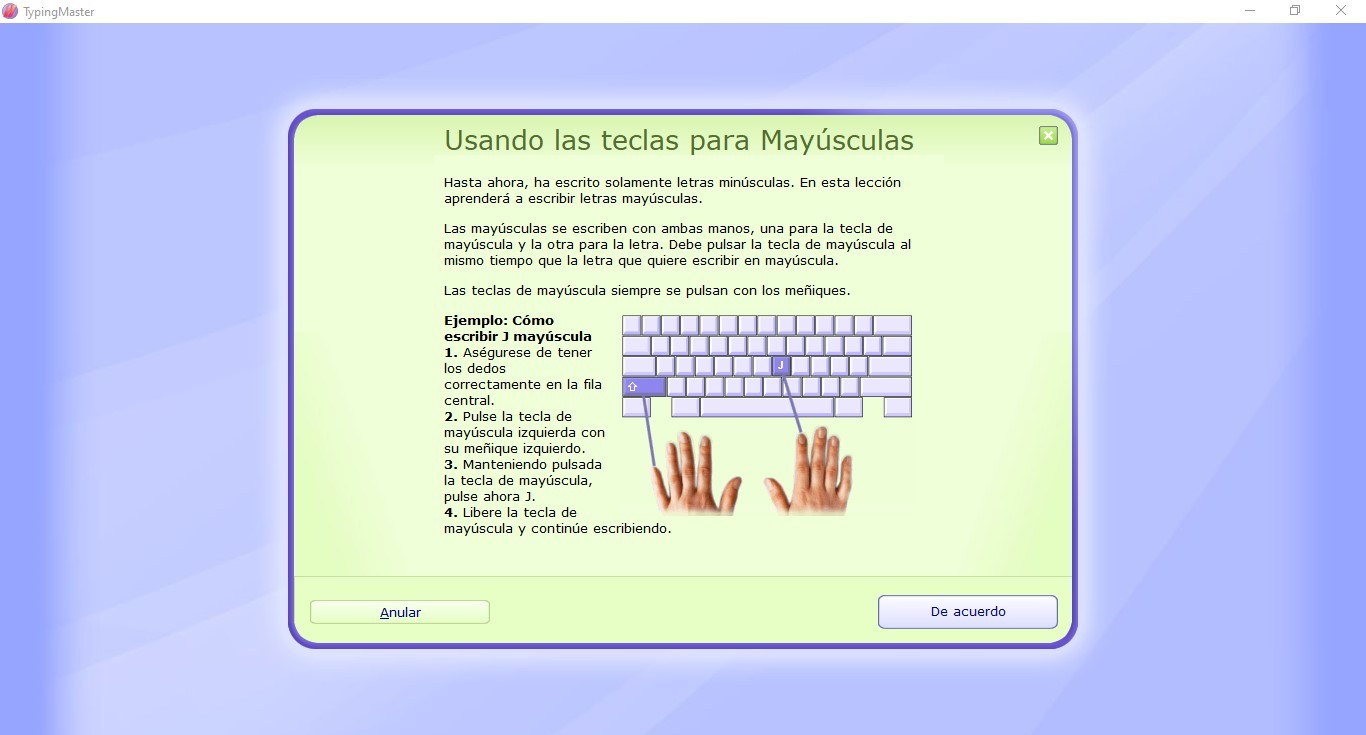 TypingMaster
Usando las teclas para Mayúsculas
Hasta ahora, ha escrito solamente letras minúsculas. En esta lección
aprenderá a escribir letras mayúsculas.
Las mayúsculas se escriben con ambas manos, una para la tecla de
mayúscula y la otra para la letra. Debe pulsar la tecla de mayúscula al
mismo tiempo que la letra que quiere escribir en mayúscula.
Las teclas de mayúscula siempre se pulsan con los meñiques.
Ejemplo: Cómo
escribir J mayúscula
1. Aségurese de tener
los dedos
correctamente en la fila
central.
2. Pulse la tecla de
mayúscula izquierda con
su meñique izquierdo.
3. Manteniendo pulsada
la tecla de mayúscula,
pulse ahora J.
4. Libere la tecla de
mayúscula y continúe escribiendo.
J
Anular
De acuerdo